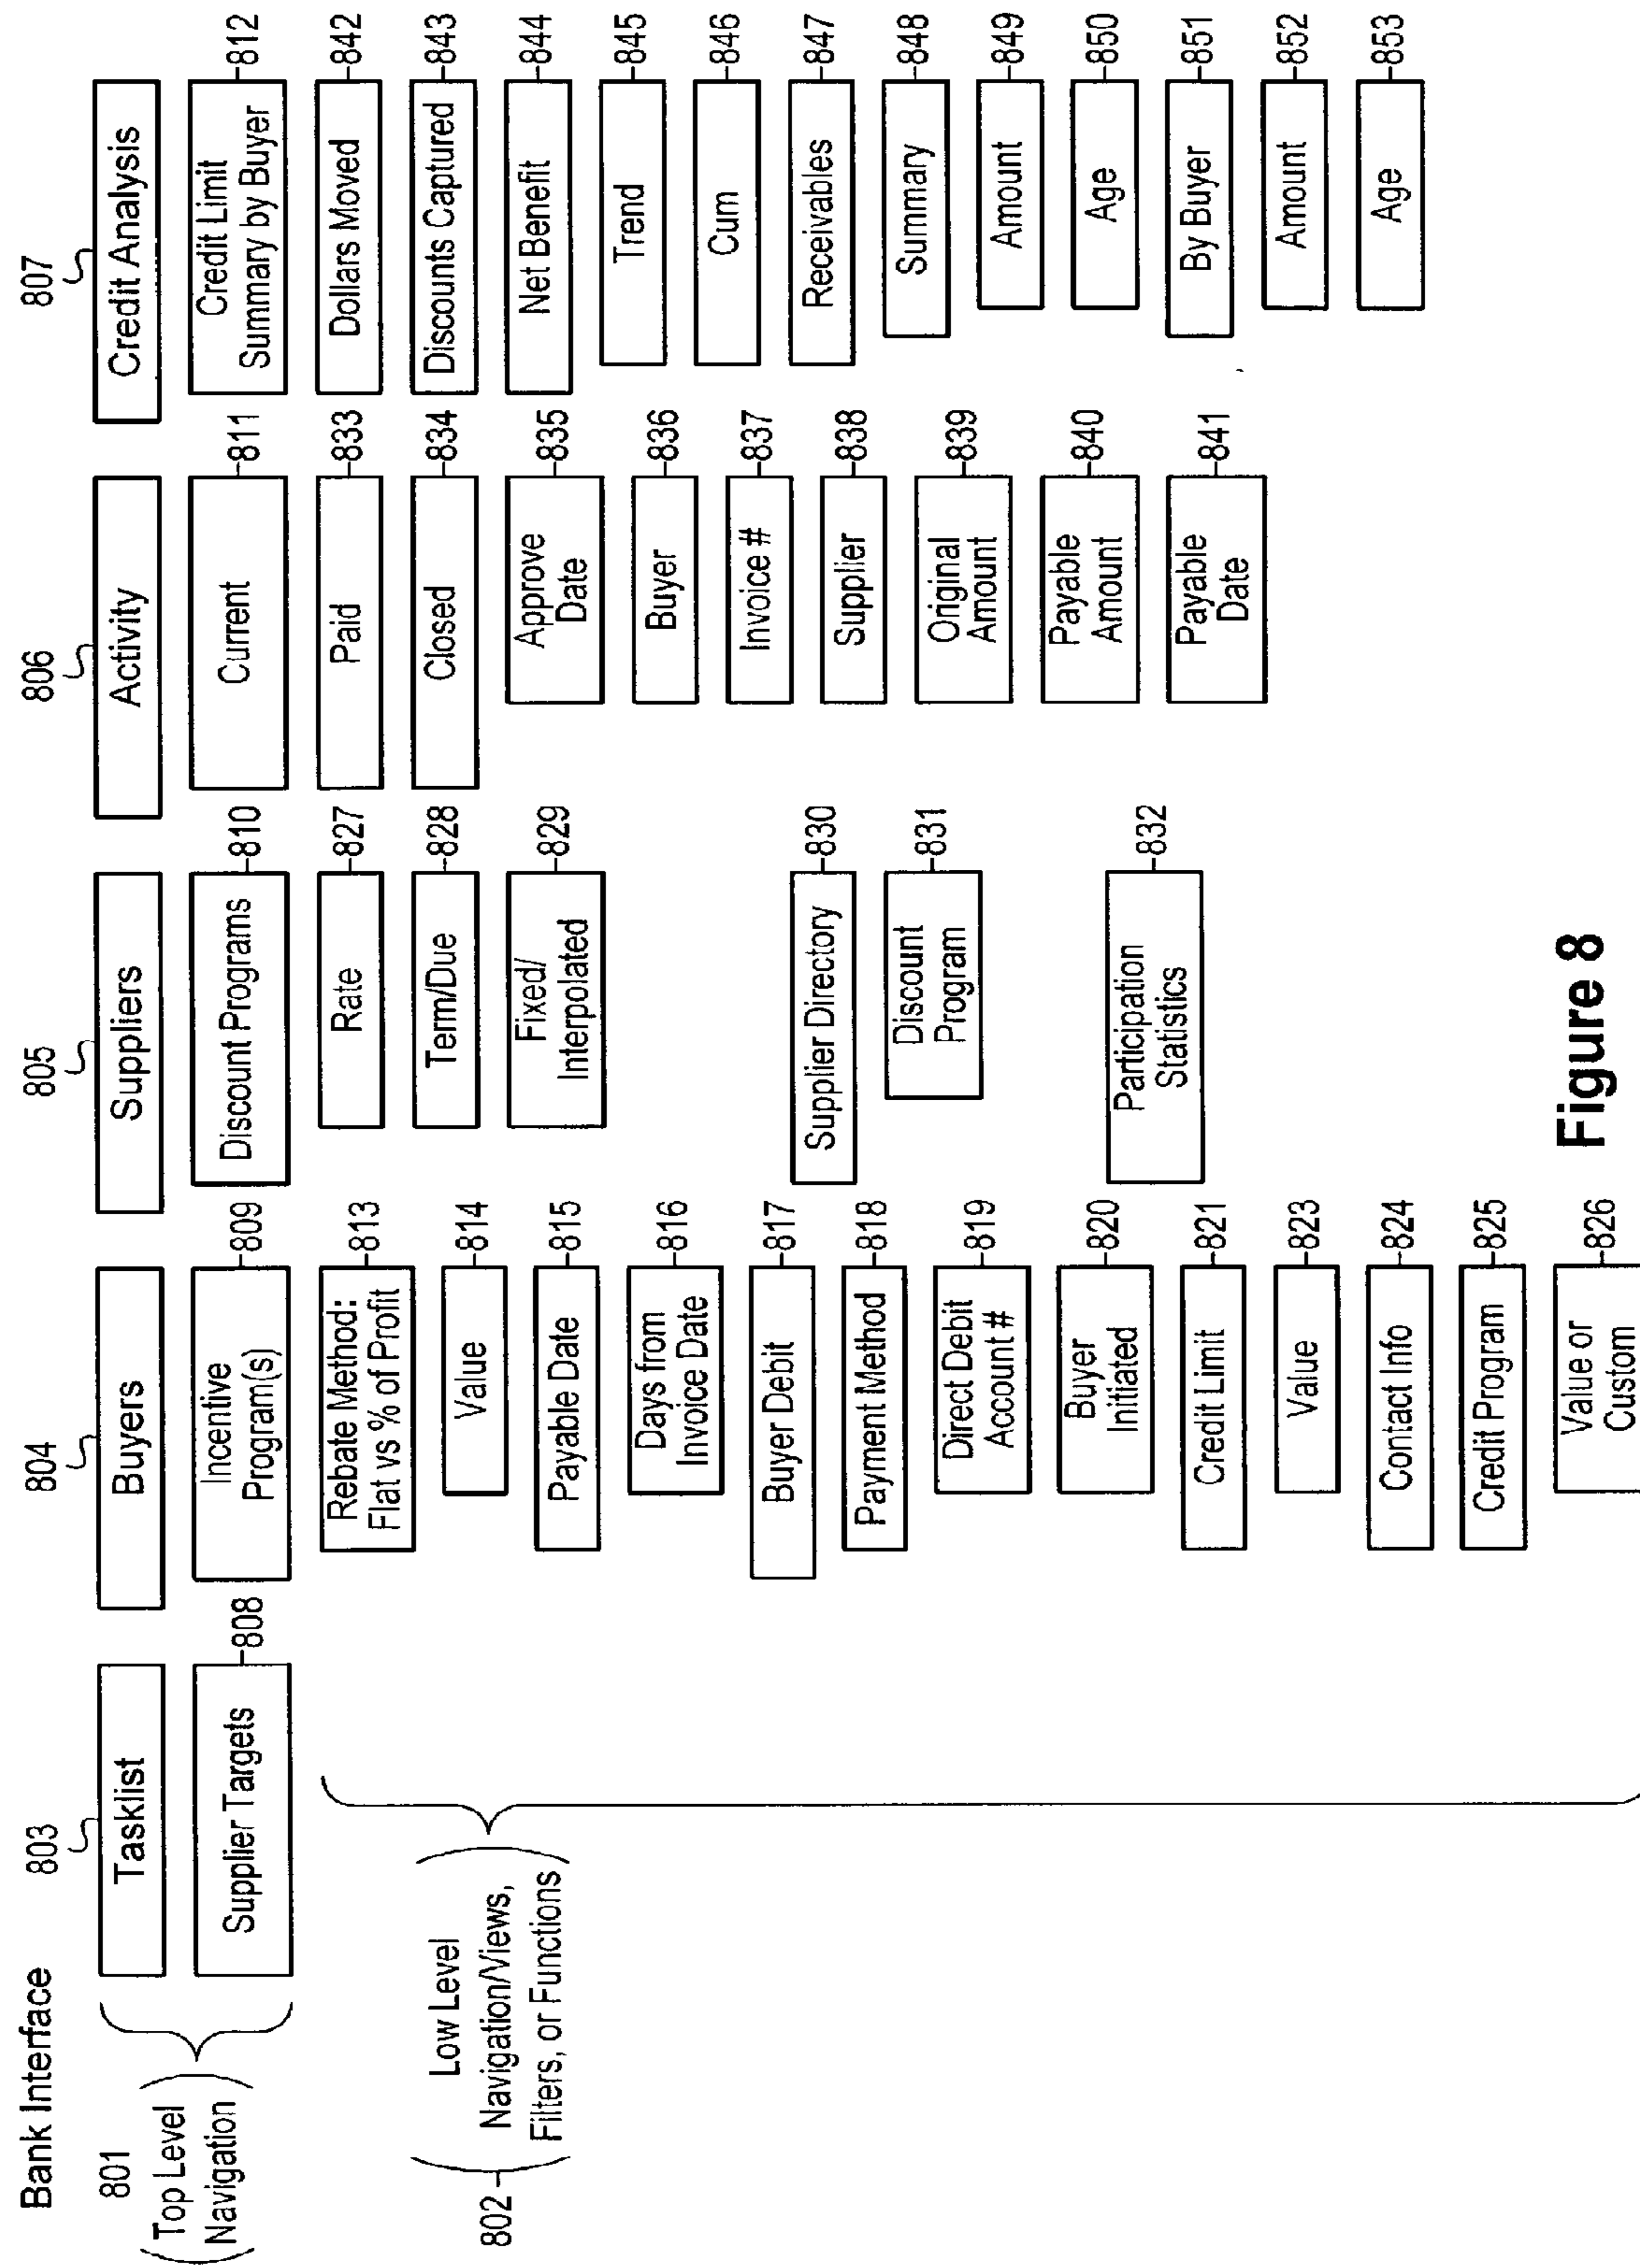 Bank Interface
801
Top Level
Navigation
802
Low Level
Navigation/Views,
Filters, or Functions
803
Tasklist
Supplier Targets
808
804
Buyers
Incentive
Program(s)
809
Rebate Method:
Flat vs % of Profit
813
Value
814
Payable Date
815
Days from
Invoice Date
816
Buyer Debit
817
Payment Method
818
Direct Debit
Account #
819
Buyer
Initiated
820
Credit Limit
821
Value
823
Contact Info
824
Credit Program
825
Value or
Custom
826
805
Suppliers
Discount Programs
810
Rate
827
Term/Due
828
Fixed/
Interpolated
829
Supplier Directory
830
Discount
Program
831
Participation
Statistics
832
806
Activity
Current
811
Paid
833
Closed
834
Approve
Date
835
Buyer
836
Invoice #
837
Supplier
838
Original
Amount
839
Payable
Amount
840
Payable
Date
841
807
Credit Analysis
Credit Limit
Summary by Buyer
812
Dollars Moved
842
Discounts Captured
843
Net Benefit
844
Trend
845
Cum
846
Receivables
847
Summary
848
Amount
849
Age
850
By Buyer
851
Amount
852
Age
853
Figure 8